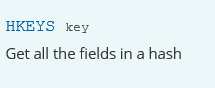 HKEYS key
Get all the fields in a hash